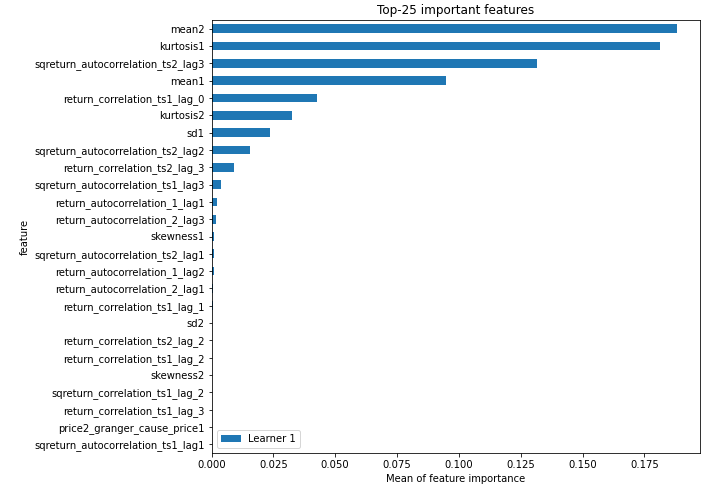 Top-25 important features
mean2
kurtosis1
sqreturn_autocorrelation_ts2_lag3
mean1
return_correlation_ts1_lag_0
kurtosis2
sd1
sqreturn_autocorrelation_ts2_lag2
return_correlation_ts2_lag_3
sqreturn_autocorrelation_ts1_lag3
return_autocorrelation_1_lag1
return_autocorrelation_2_lag3
skewness1
sqreturn_autocorrelation_ts2_lag1
return_autocorrelation_1_lag2
return_autocorrelation_2_lag1
return_correlation_ts1_lag_1
sd2
return_correlation_ts2_lag_2
return_correlation_ts1_lag_2
skewness2
sqreturn_correlation_ts1_lag_2
return_correlation_ts1_lag_3
price2_granger_cause_price1
sqreturn_autocorrelation_ts1_lag1
feature
Learner 1
0.000 0.025 0.050 0.075 0.100 0.125 0.150 0.175
Mean of feature importance